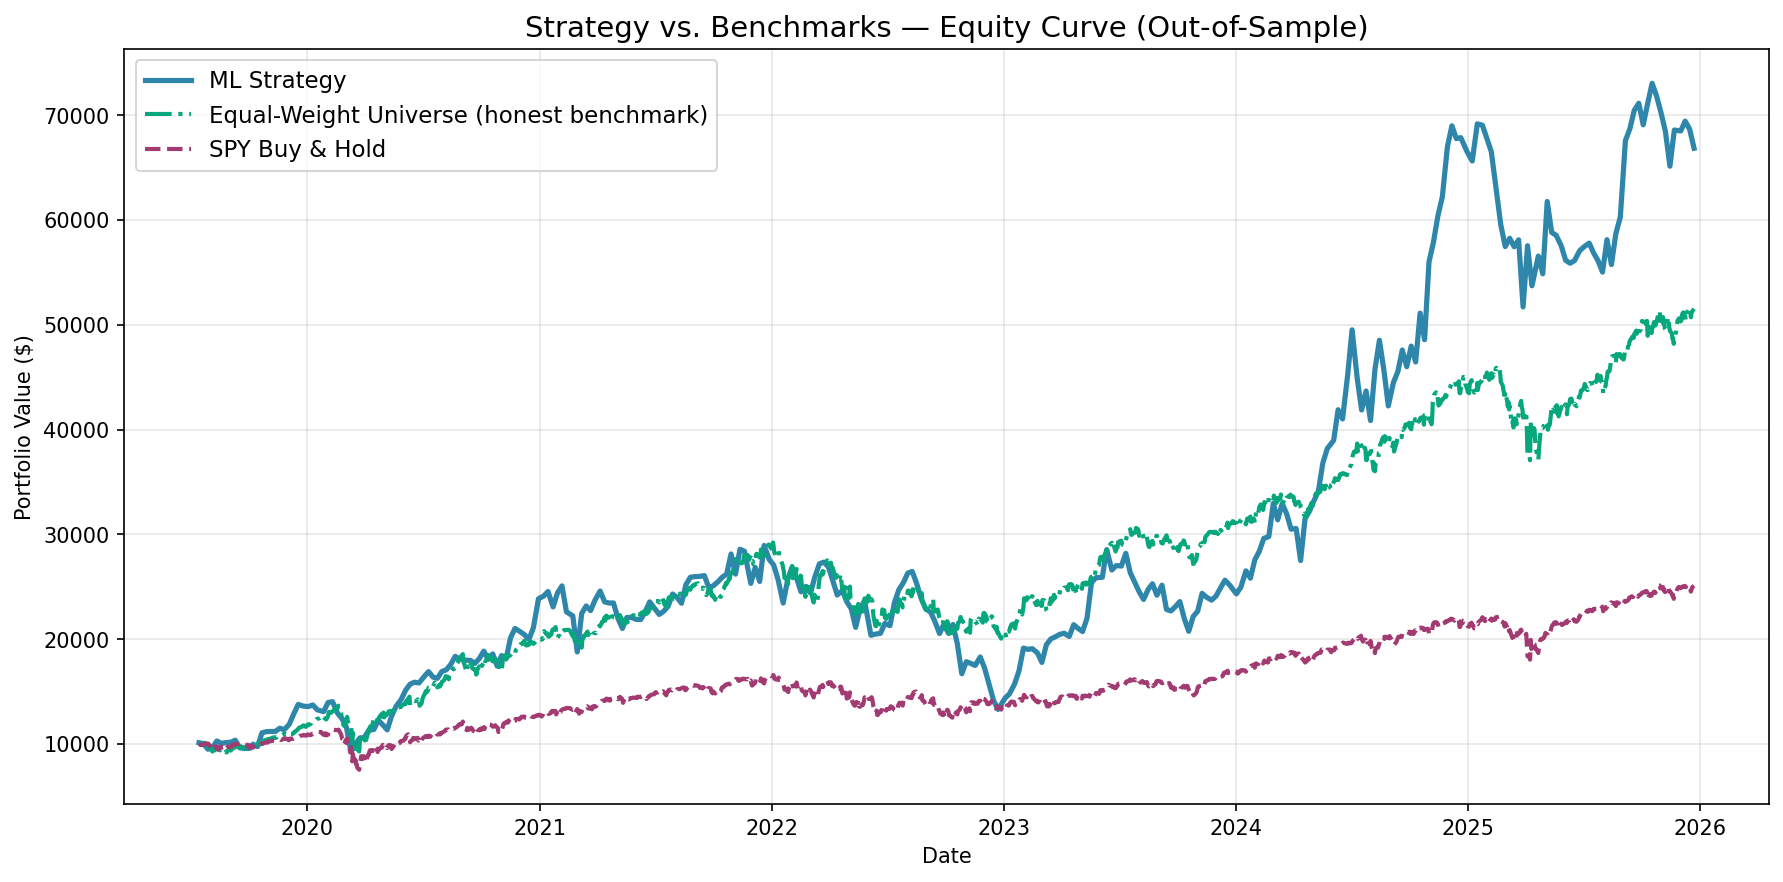 Strategy vs. Benchmarks — Equity Curve (Out-of-Sample)
ML Strategy
Equal-Weight Universe (honest benchmark)
SPY Buy & Hold
Portfolio Value ($)
70000
60000
50000
40000
30000
20000
10000
2020 2021 2022 2023 2024 2025 2026
Date